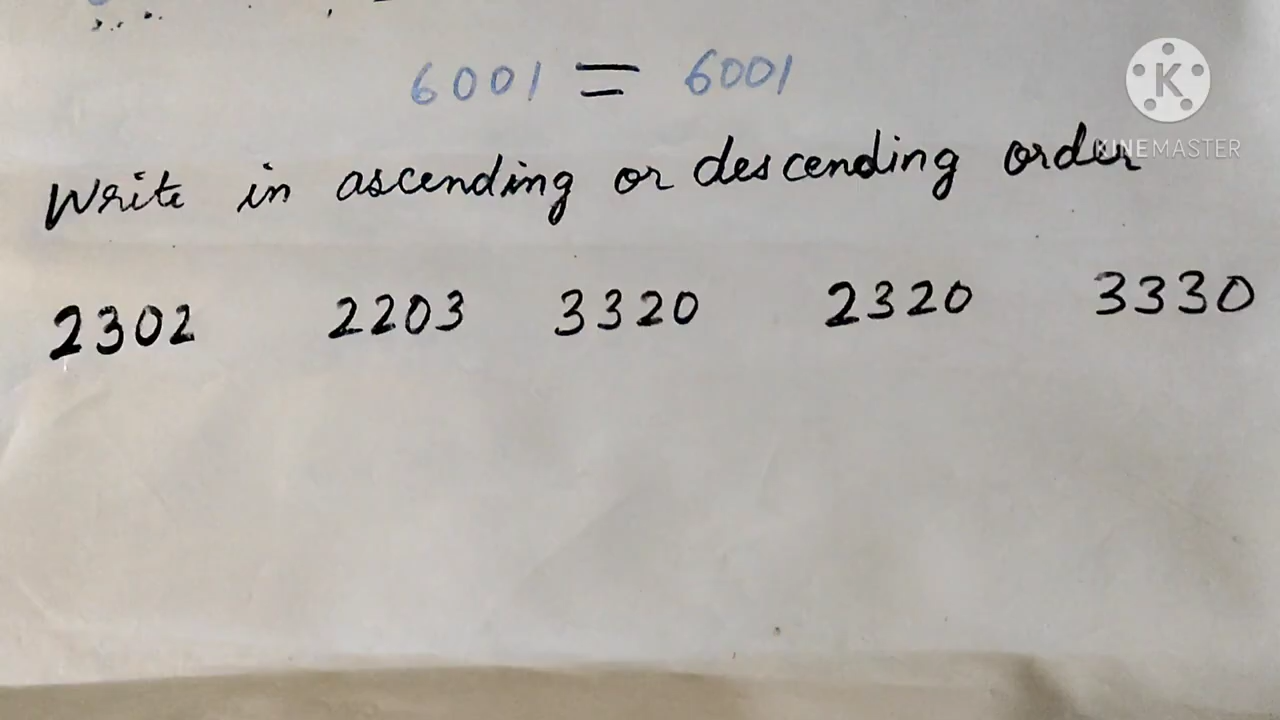 6001 = 6001
K
KINEMASTER
Write in ascending or descending order
2302 2203 3320 2320 3330